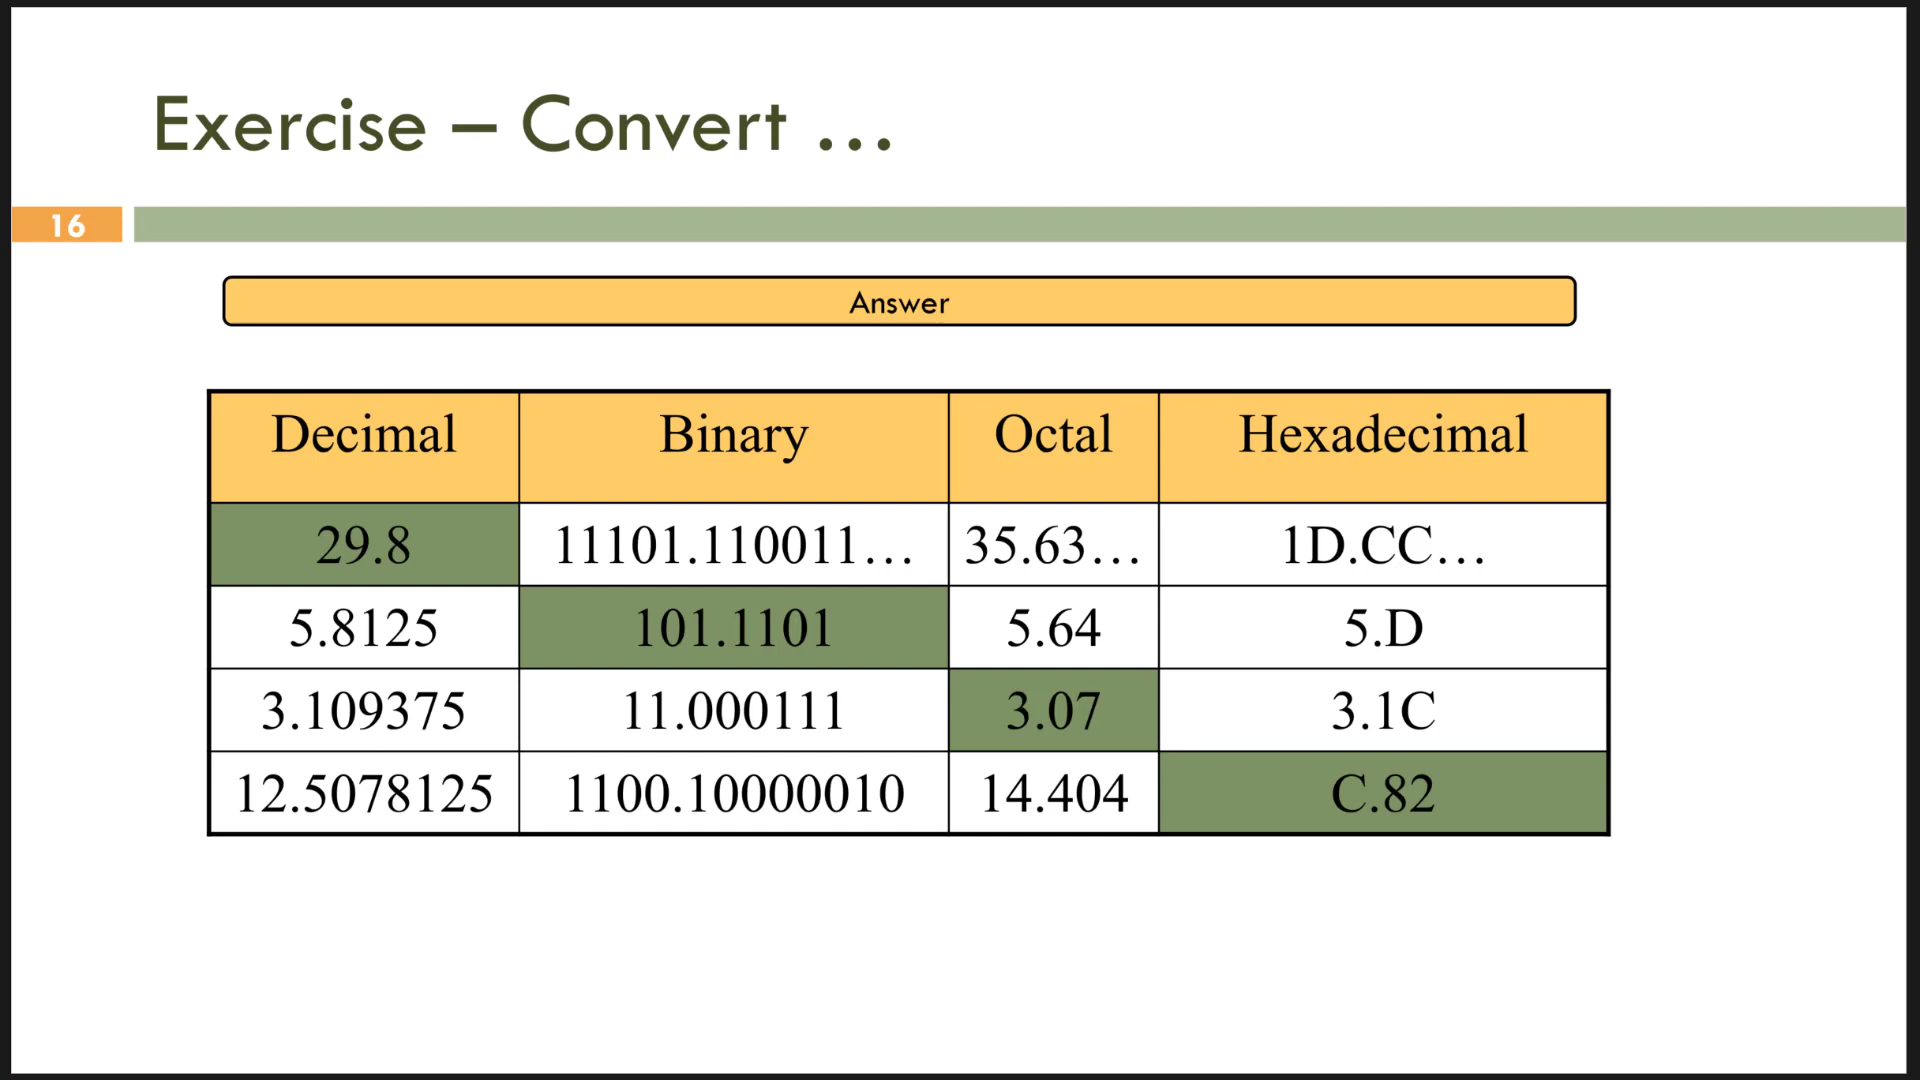 Exercise – Convert …
16
Answer
Decimal Binary Octal Hexadecimal
29.8 11101.110011… 35.63… 1D.CC…
5.8125 101.1101 5.64 5.D
3.109375 11.000111 3.07 3.1C
12.5078125 1100.10000010 14.404 C.82